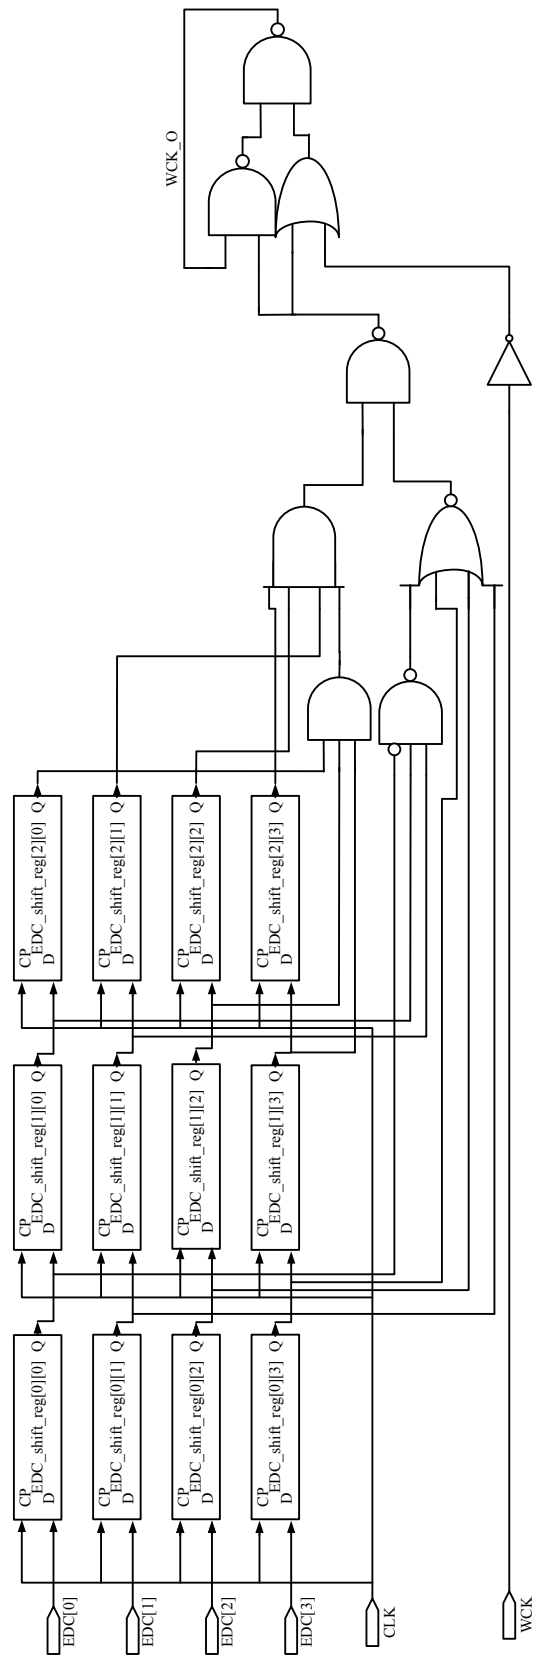 WCK_O
Q
EDC_shift_reg[2][0]
CP
D
Q
EDC_shift_reg[2][1]
CP
D
Q
EDC_shift_reg[2][2]
CP
D
Q
EDC_shift_reg[2][3]
CP
D
Q
EDC_shift_reg[1][0]
CP
D
Q
EDC_shift_reg[1][1]
CP
D
Q
EDC_shift_reg[1][2]
CP
D
Q
EDC_shift_reg[1][3]
CP
D
Q
EDC_shift_reg[0][0]
CP
D
Q
EDC_shift_reg[0][1]
CP
D
Q
EDC_shift_reg[0][2]
CP
D
Q
EDC_shift_reg[0][3]
CP
D
EDC[0]
EDC[1]
EDC[2]
EDC[3]
CLK
WCK